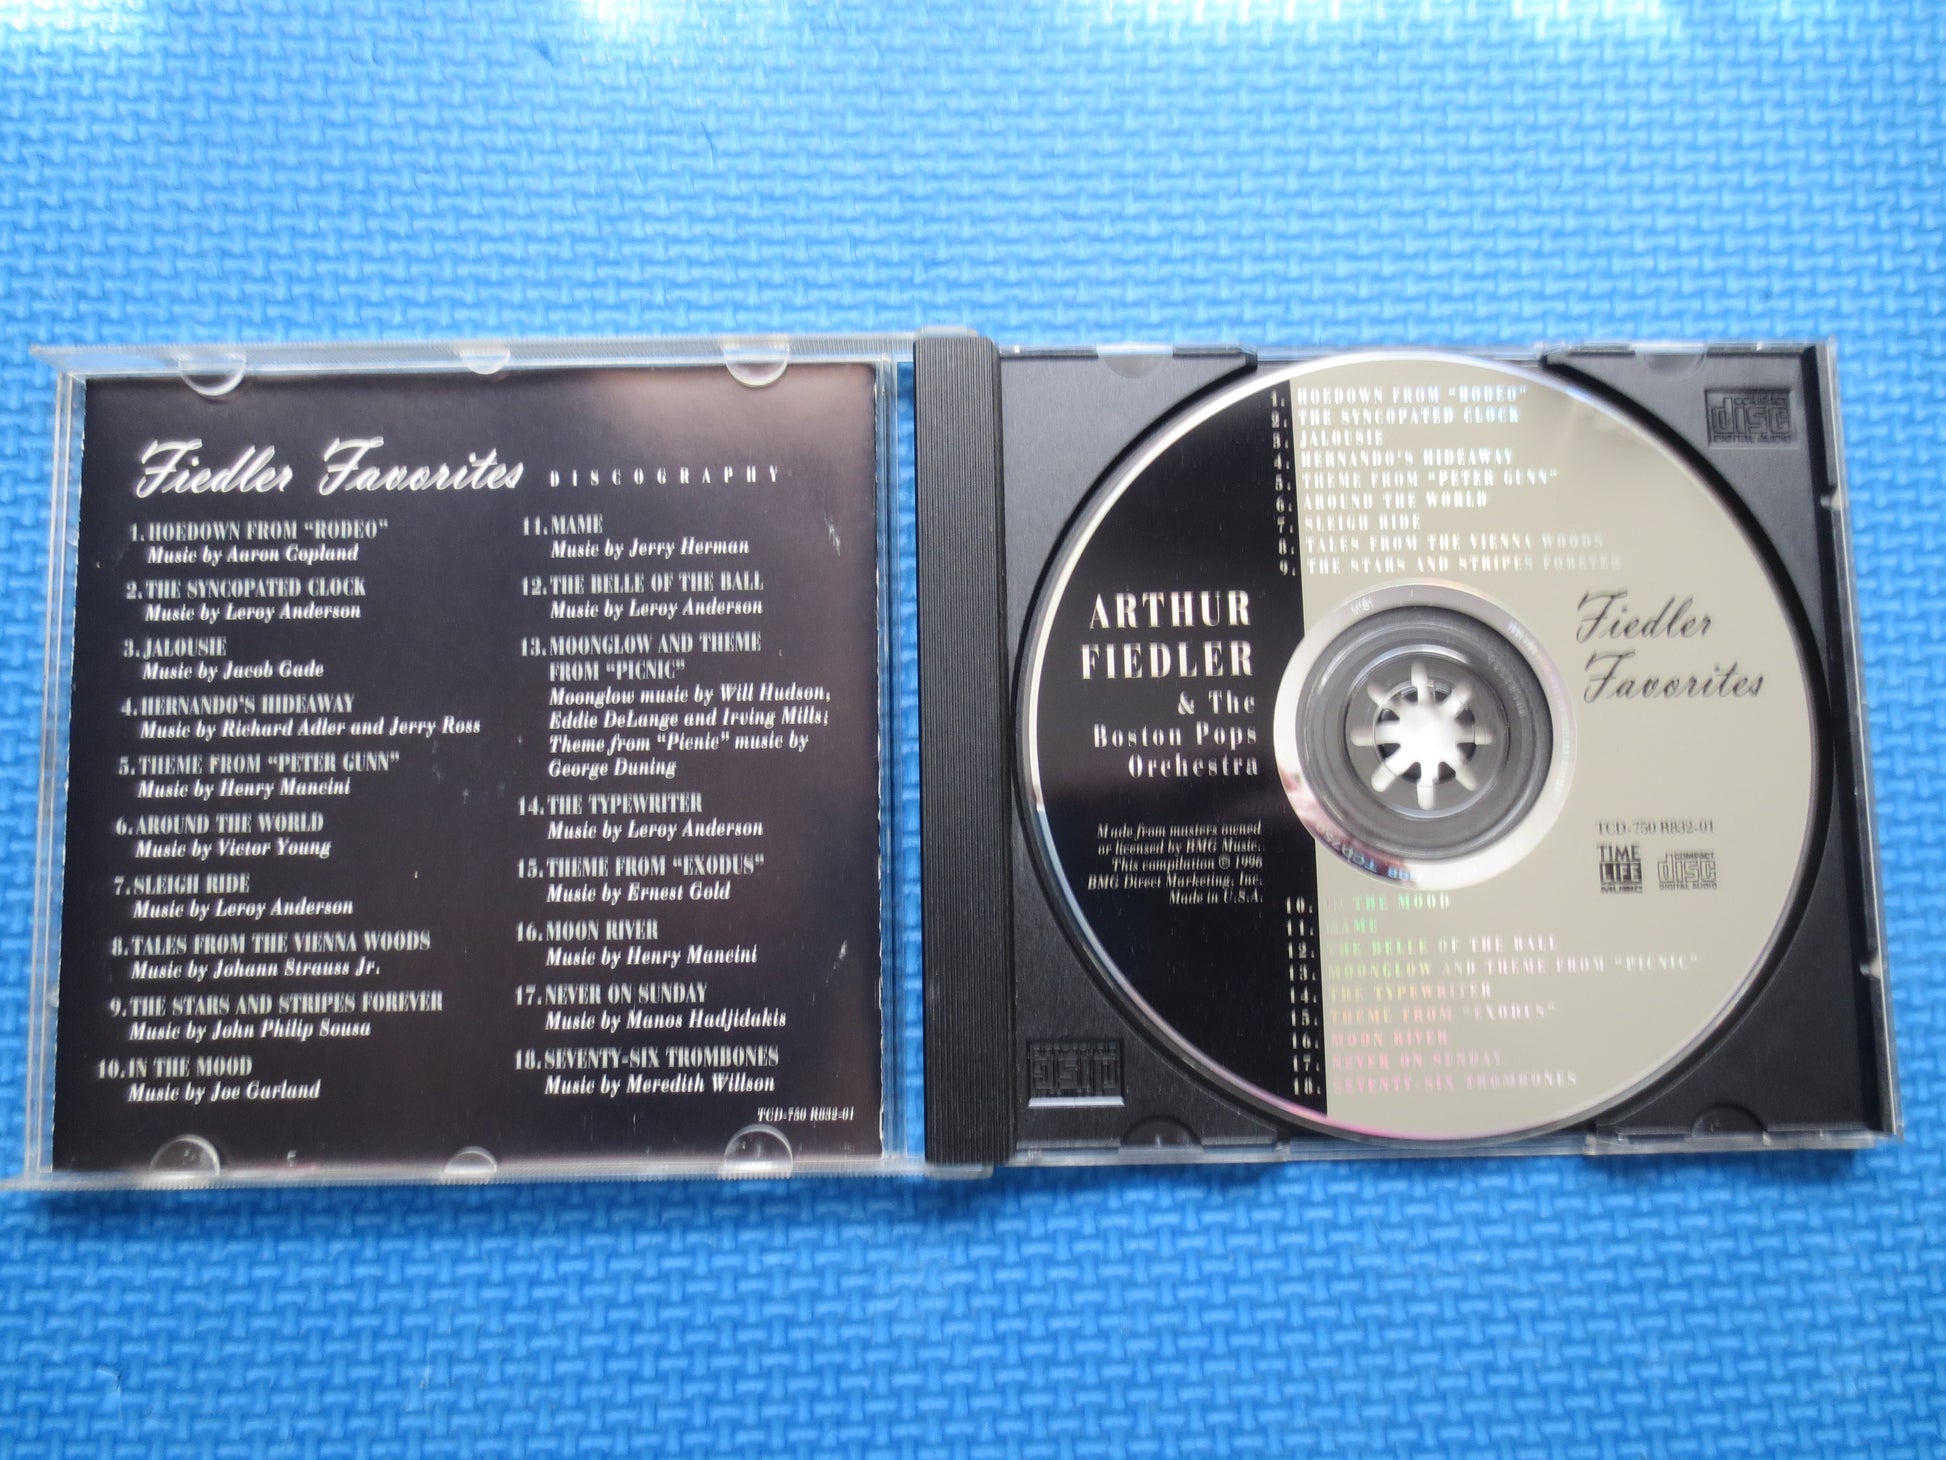 Fiedler Favorites DISCOGRAPHY
1. HOEDOWN FROM "RODEO"
Music by Aaron Copland
2. THE SYNCOPATED CLOCK
Music by Leroy Anderson
3. JALOUSIE
Music by Jacob Gade
4. HERNANDO'S HIDEAWAY
Music by Richard Adler and Jerry Ross
5. THEME FROM "PETER GUNN"
Music by Henry Mancini
6. AROUND THE WORLD
Music by Victor Young
7. SLEIGH RIDE
Music by Leroy Anderson
8. TALES FROM THE VIENNA WOODS
Music by Johann Strauss Jr.
9. THE STARS AND STRIPES FOREVER
Music by John Philip Sousa
10. IN THE MOOD
Music by Joe Garland
11. MAME
Music by Jerry Herman
12. THE BELLE OF THE BALL
Music by Leroy Anderson
13. MOONGLOW AND THEME
FROM "PICNIC"
Moonglow music by Will Hudson,
Eddie DeLange and Irving Mills;
Theme from "Picnic" music by
George Duning
14. THE TYPEWRITER
Music by Leroy Anderson
15. THEME FROM "EXODUS"
Music by Ernest Gold
16. MOON RIVER
Music by Henry Mancini
17. NEVER ON SUNDAY
Music by Manos Hadjidakis
18. SEVENTY-SIX TROMBONES
Music by Meredith Willson
TCD-750 R832-01
1. HOEDOWN FROM "RODEO"
2. THE SYNCOPATED CLOCK
3. JALOUSIE
4. HERNANDO'S HIDEAWAY
5. THEME FROM "PETER GUNN"
6. AROUND THE WORLD
7. SLEIGH RIDE
8. TALES FROM THE VIENNA WOODS
9. THE STARS AND STRIPES FOREVER
ARTHUR
FIEDLER
& The
Boston Pops
Orchestra
Fiedler
Favorites
Made from masters owned
or licensed by BMG Music.
This compilation ℗ 1996
BMG Direct Marketing, Inc.
Made in U.S.A.
TCD-750 R832-01
TIME
LIFE
MUSIC
COMPACT
disc
DIGITAL AUDIO
10. IN THE MOOD
11. MAME
12. THE BELLE OF THE BALL
13. MOONGLOW AND THEME FROM "PICNIC"
14. THE TYPEWRITER
15. THEME FROM "EXODUS"
16. MOON RIVER
17. NEVER ON SUNDAY
18. SEVENTY-SIX TROMBONES
disc
DIGITAL AUDIO